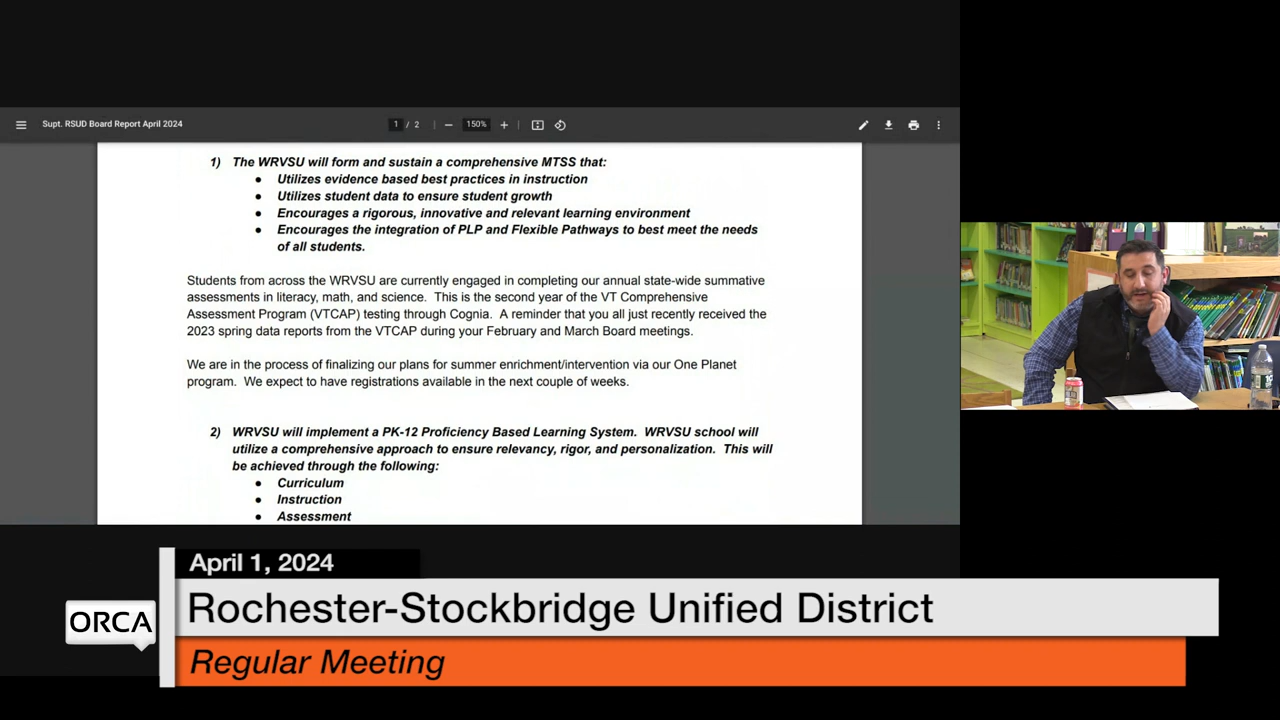 Supt. RSUD Board Report April 2024
1 / 2 — 150% +
1) The WRVSU will form and sustain a comprehensive MTSS that:
● Utilizes evidence based best practices in instruction
● Utilizes student data to ensure student growth
● Encourages a rigorous, innovative and relevant learning environment
● Encourages the integration of PLP and Flexible Pathways to best meet the needs
of all students.
Students from across the WRVSU are currently engaged in completing our annual state-wide summative
assessments in literacy, math, and science. This is the second year of the VT Comprehensive
Assessment Program (VTCAP) testing through Cognia. A reminder that you all just recently received the
2023 spring data reports from the VTCAP during your February and March Board meetings.
We are in the process of finalizing our plans for summer enrichment/intervention via our One Planet
program. We expect to have registrations available in the next couple of weeks.
2) WRVSU will implement a PK-12 Proficiency Based Learning System. WRVSU school will
utilize a comprehensive approach to ensure relevancy, rigor, and personalization. This will
be achieved through the following:
● Curriculum
● Instruction
● Assessment
April 1, 2024
ORCA
Rochester-Stockbridge Unified District
Regular Meeting